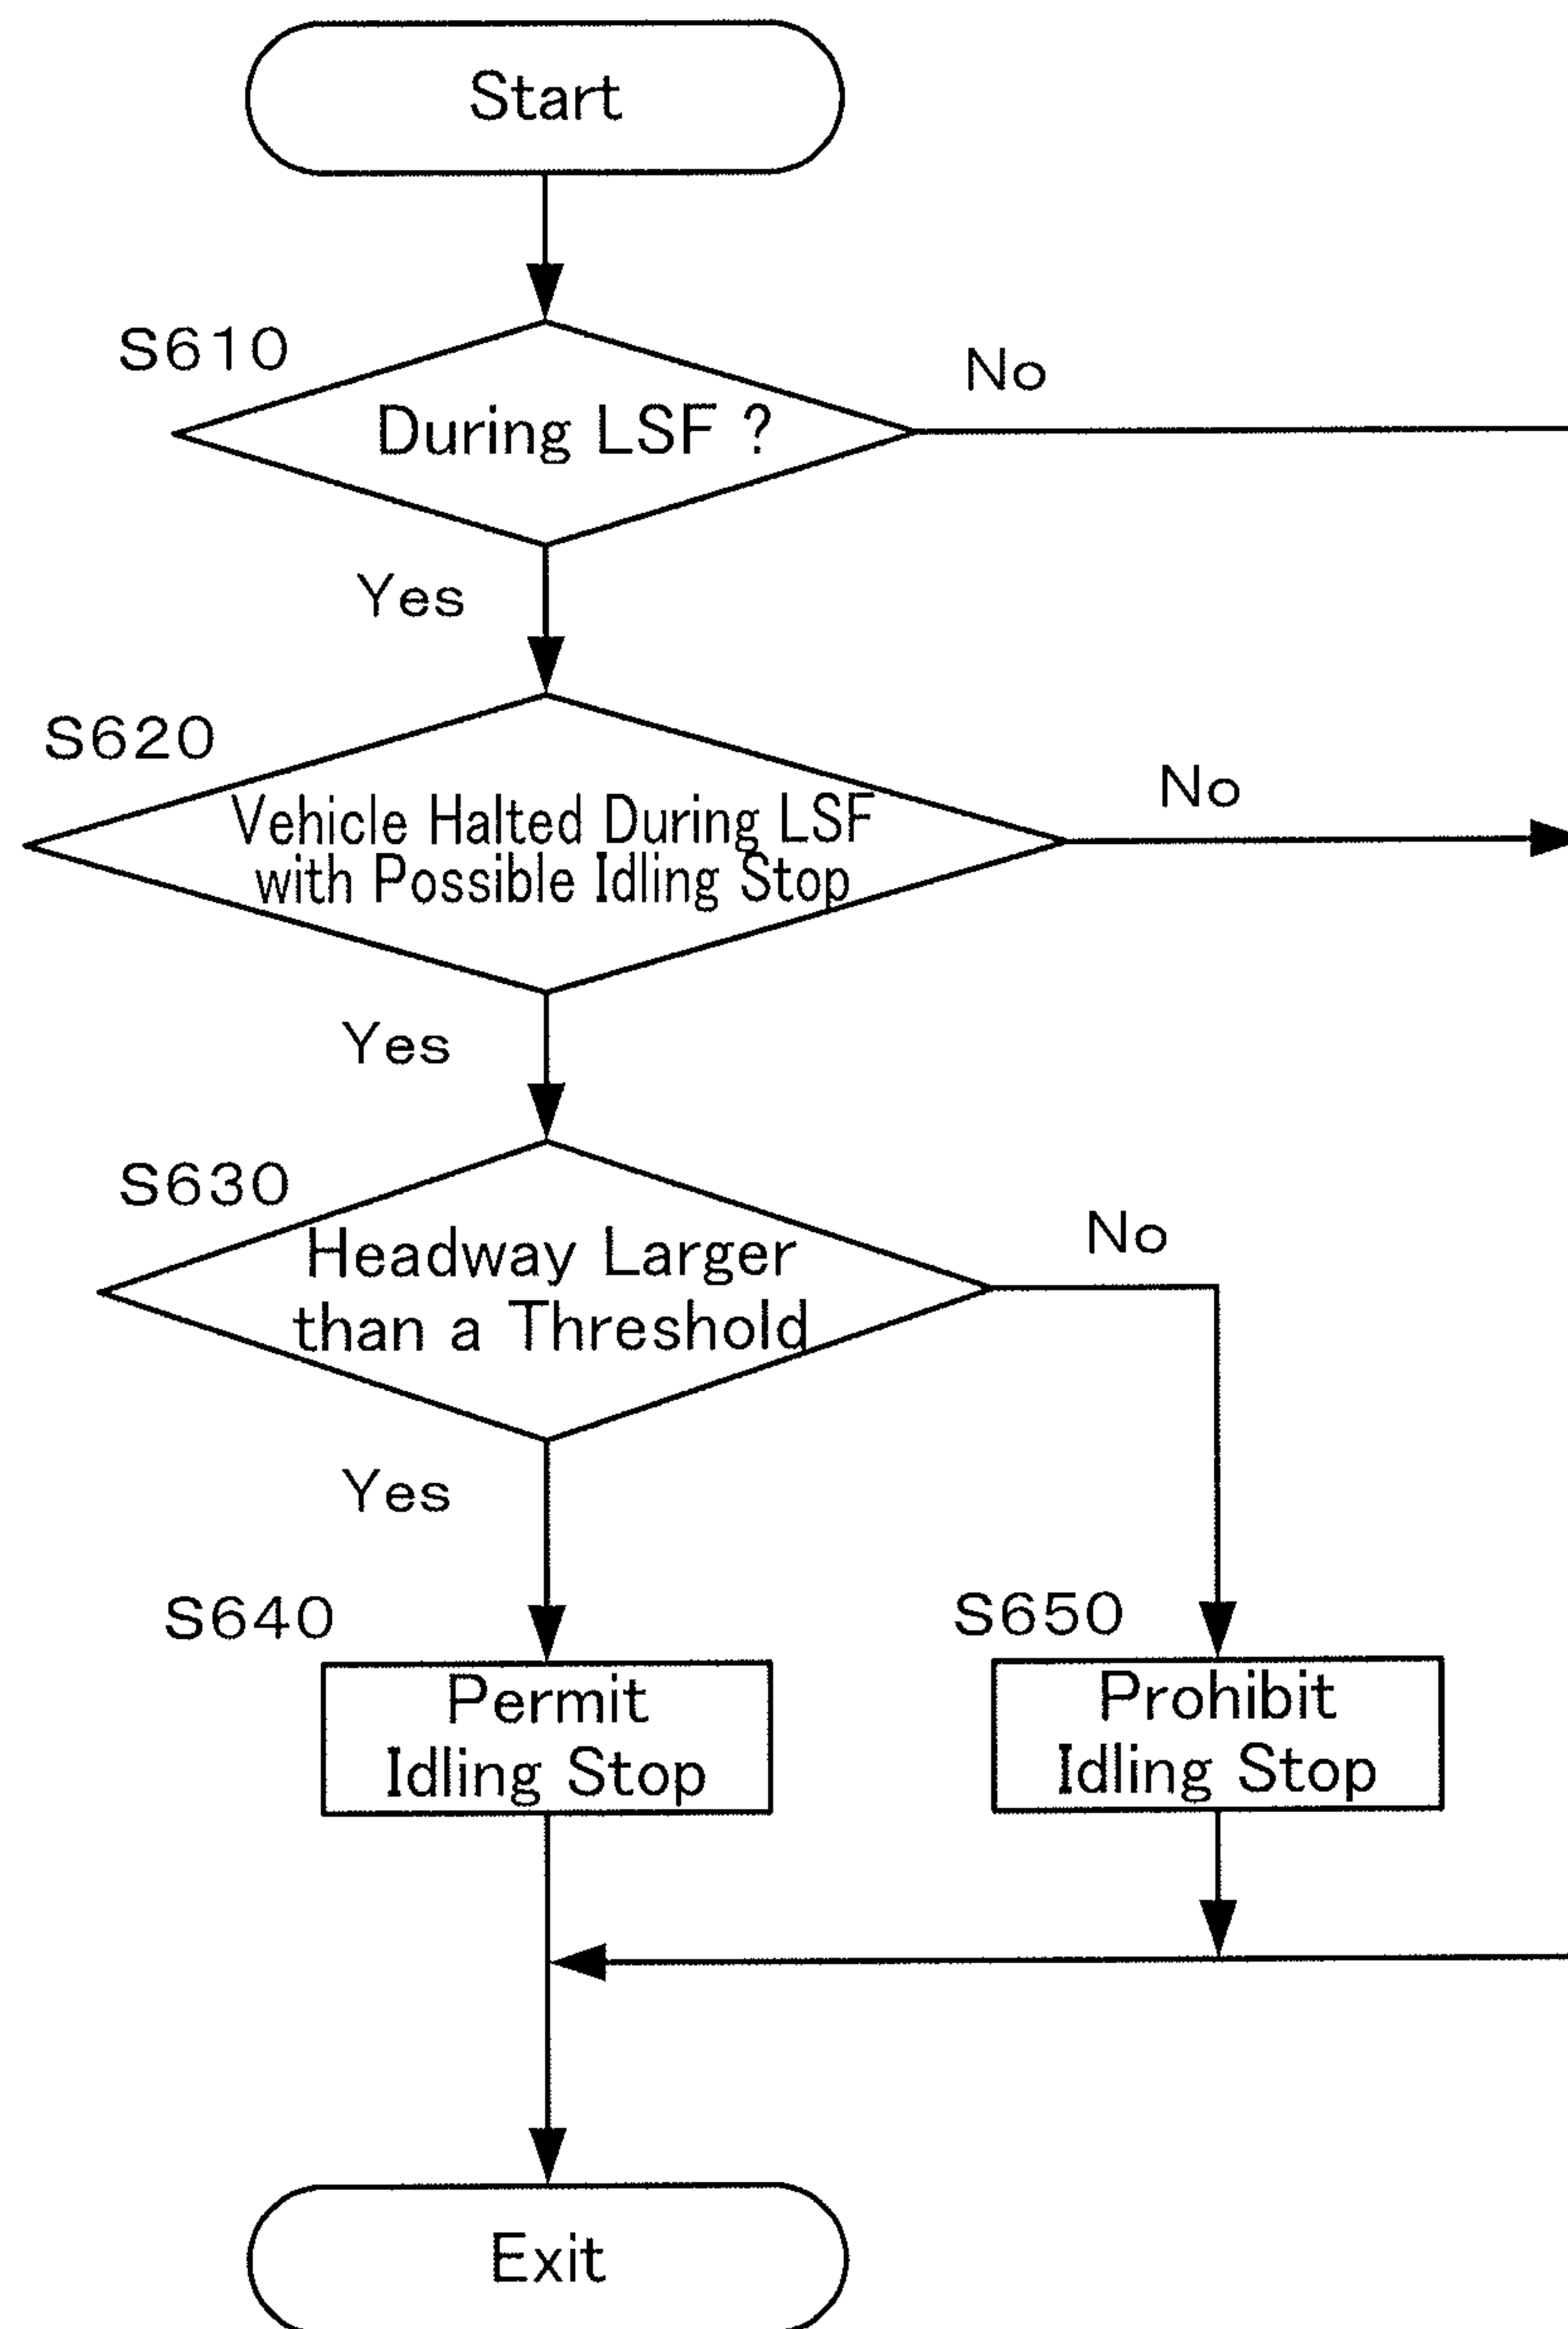 Start
S610
No
During LSF ?
Yes
S620
No
Vehicle Halted During LSF
with Possible Idling Stop
Yes
S630
No
Headway Larger
than a Threshold
Yes
S640
S650
Permit
Idling Stop
Prohibit
Idling Stop
Exit